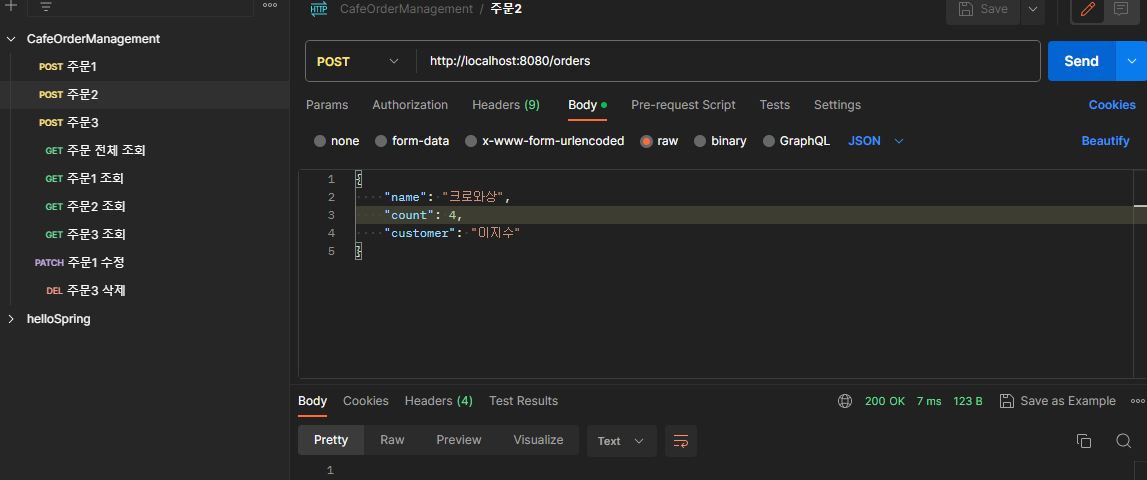 CafeOrderManagement
POST 주문1
POST 주문2
POST 주문3
GET 주문 전체 조회
GET 주문1 조회
GET 주문2 조회
GET 주문3 조회
PATCH 주문1 수정
DEL 주문3 삭제
helloSpring
HTTP CafeOrderManagement / 주문2 Save
POST http://localhost:8080/orders Send
Params Authorization Headers (9) Body Pre-request Script Tests Settings Cookies
none form-data x-www-form-urlencoded raw binary GraphQL JSON Beautify
1 {
2 "name": "크로와상",
3 "count": 4,
4 "customer": "이지수"
5 }
Body Cookies Headers (4) Test Results 200 OK 7 ms 123 B Save as Example
Pretty Raw Preview Visualize Text
1